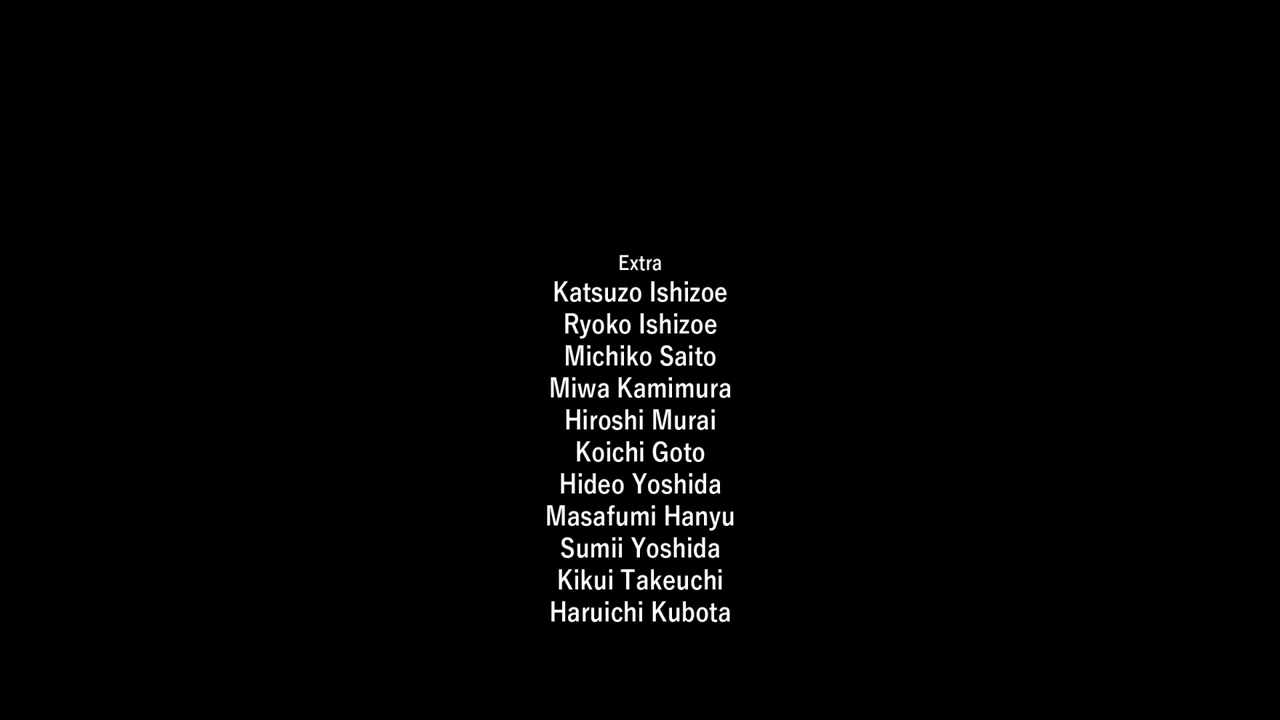 Extra
Katsuzo Ishizoe
Ryoko Ishizoe
Michiko Saito
Miwa Kamimura
Hiroshi Murai
Koichi Goto
Hideo Yoshida
Masafumi Hanyu
Sumii Yoshida
Kikui Takeuchi
Haruichi Kubota